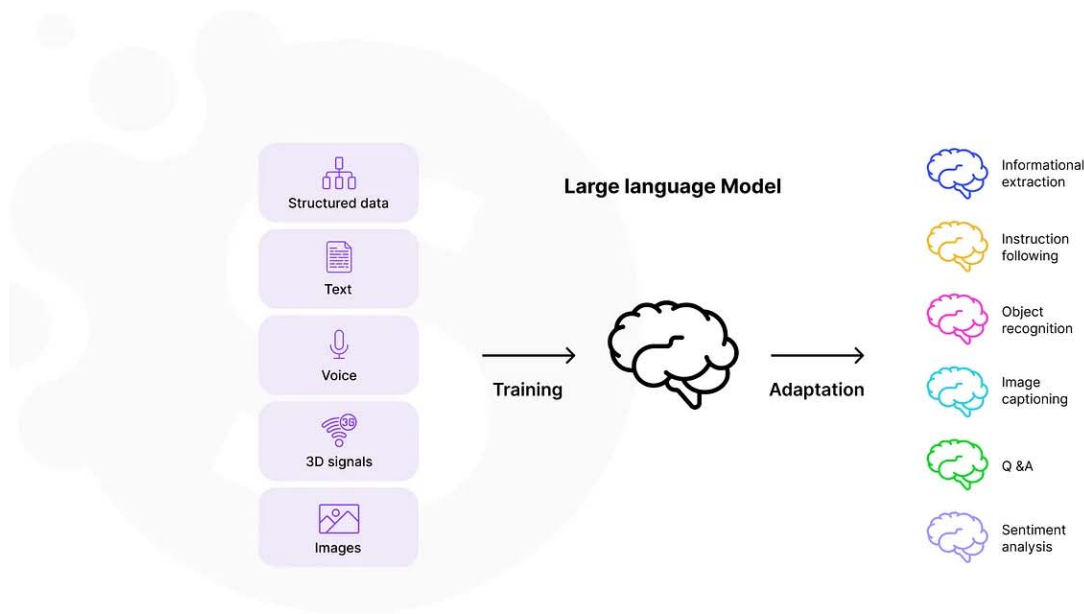 Structured data
Text
Voice
3G
3D signals
Images
Large language Model
Training
Adaptation
Informational
extraction
Instruction
following
Object
recognition
Image
captioning
Q &A
Sentiment
analysis